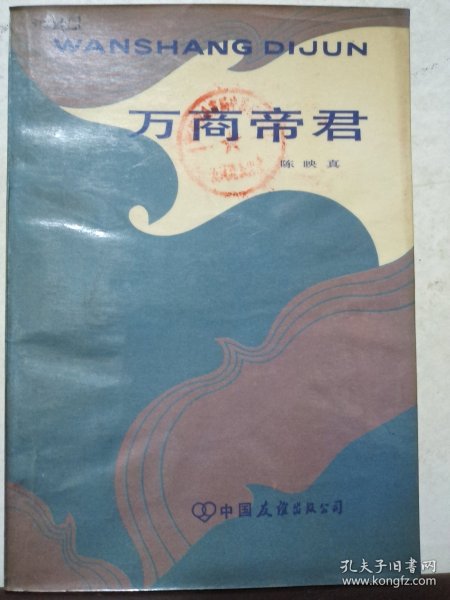 WANSHANG DIJUN
万商帝君
陈映真
中国友谊出版公司
孔夫子旧书网
www.kongfz.com